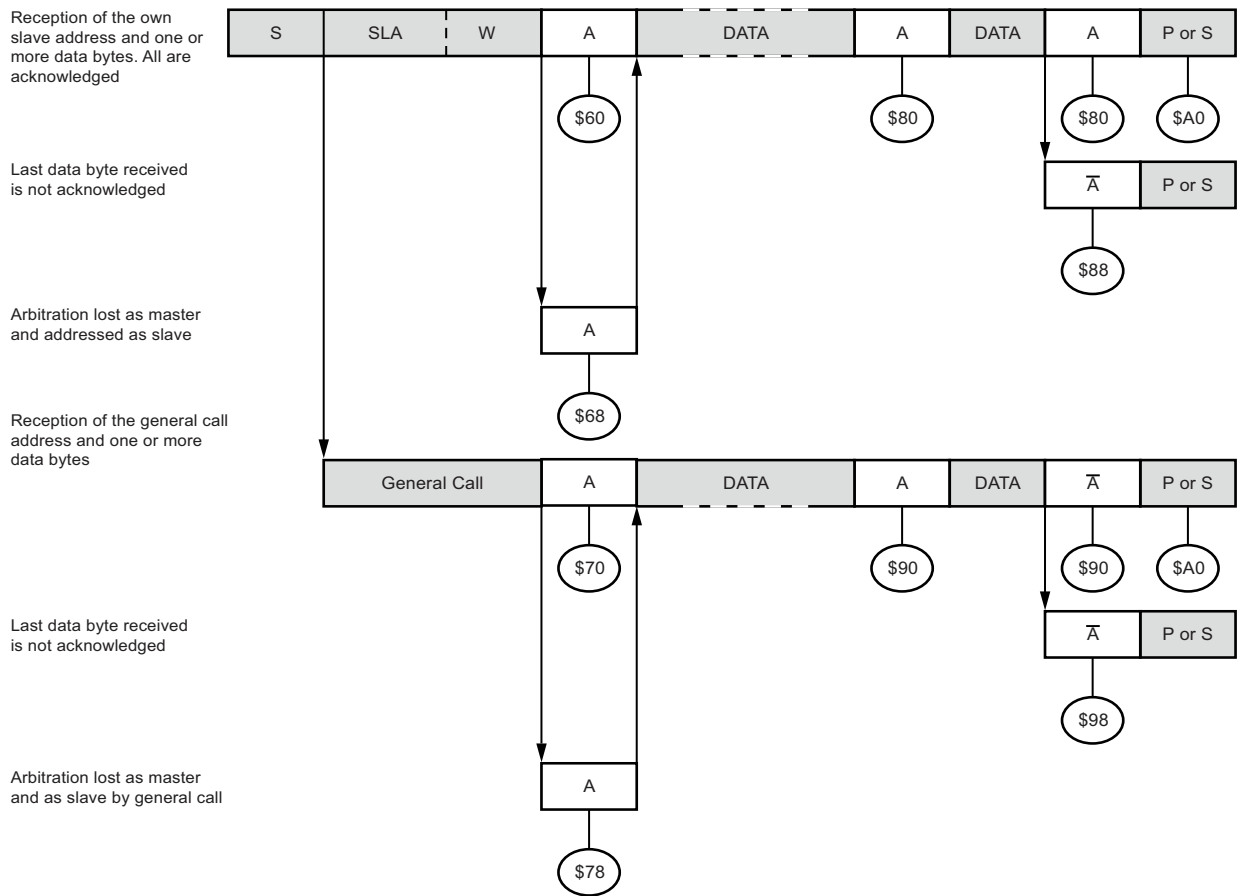 Reception of the own
slave address and one or
more data bytes. All are
acknowledged
S SLA W A DATA A DATA A P or S
$60 $80 $80 $A0
Last data byte received
is not acknowledged
A̅ P or S
$88
Arbitration lost as master
and addressed as slave
A
$68
Reception of the general call
address and one or more
data bytes
General Call A DATA A DATA A̅ P or S
$70 $90 $90 $A0
Last data byte received
is not acknowledged
A̅ P or S
$98
Arbitration lost as master
and as slave by general call
A
$78